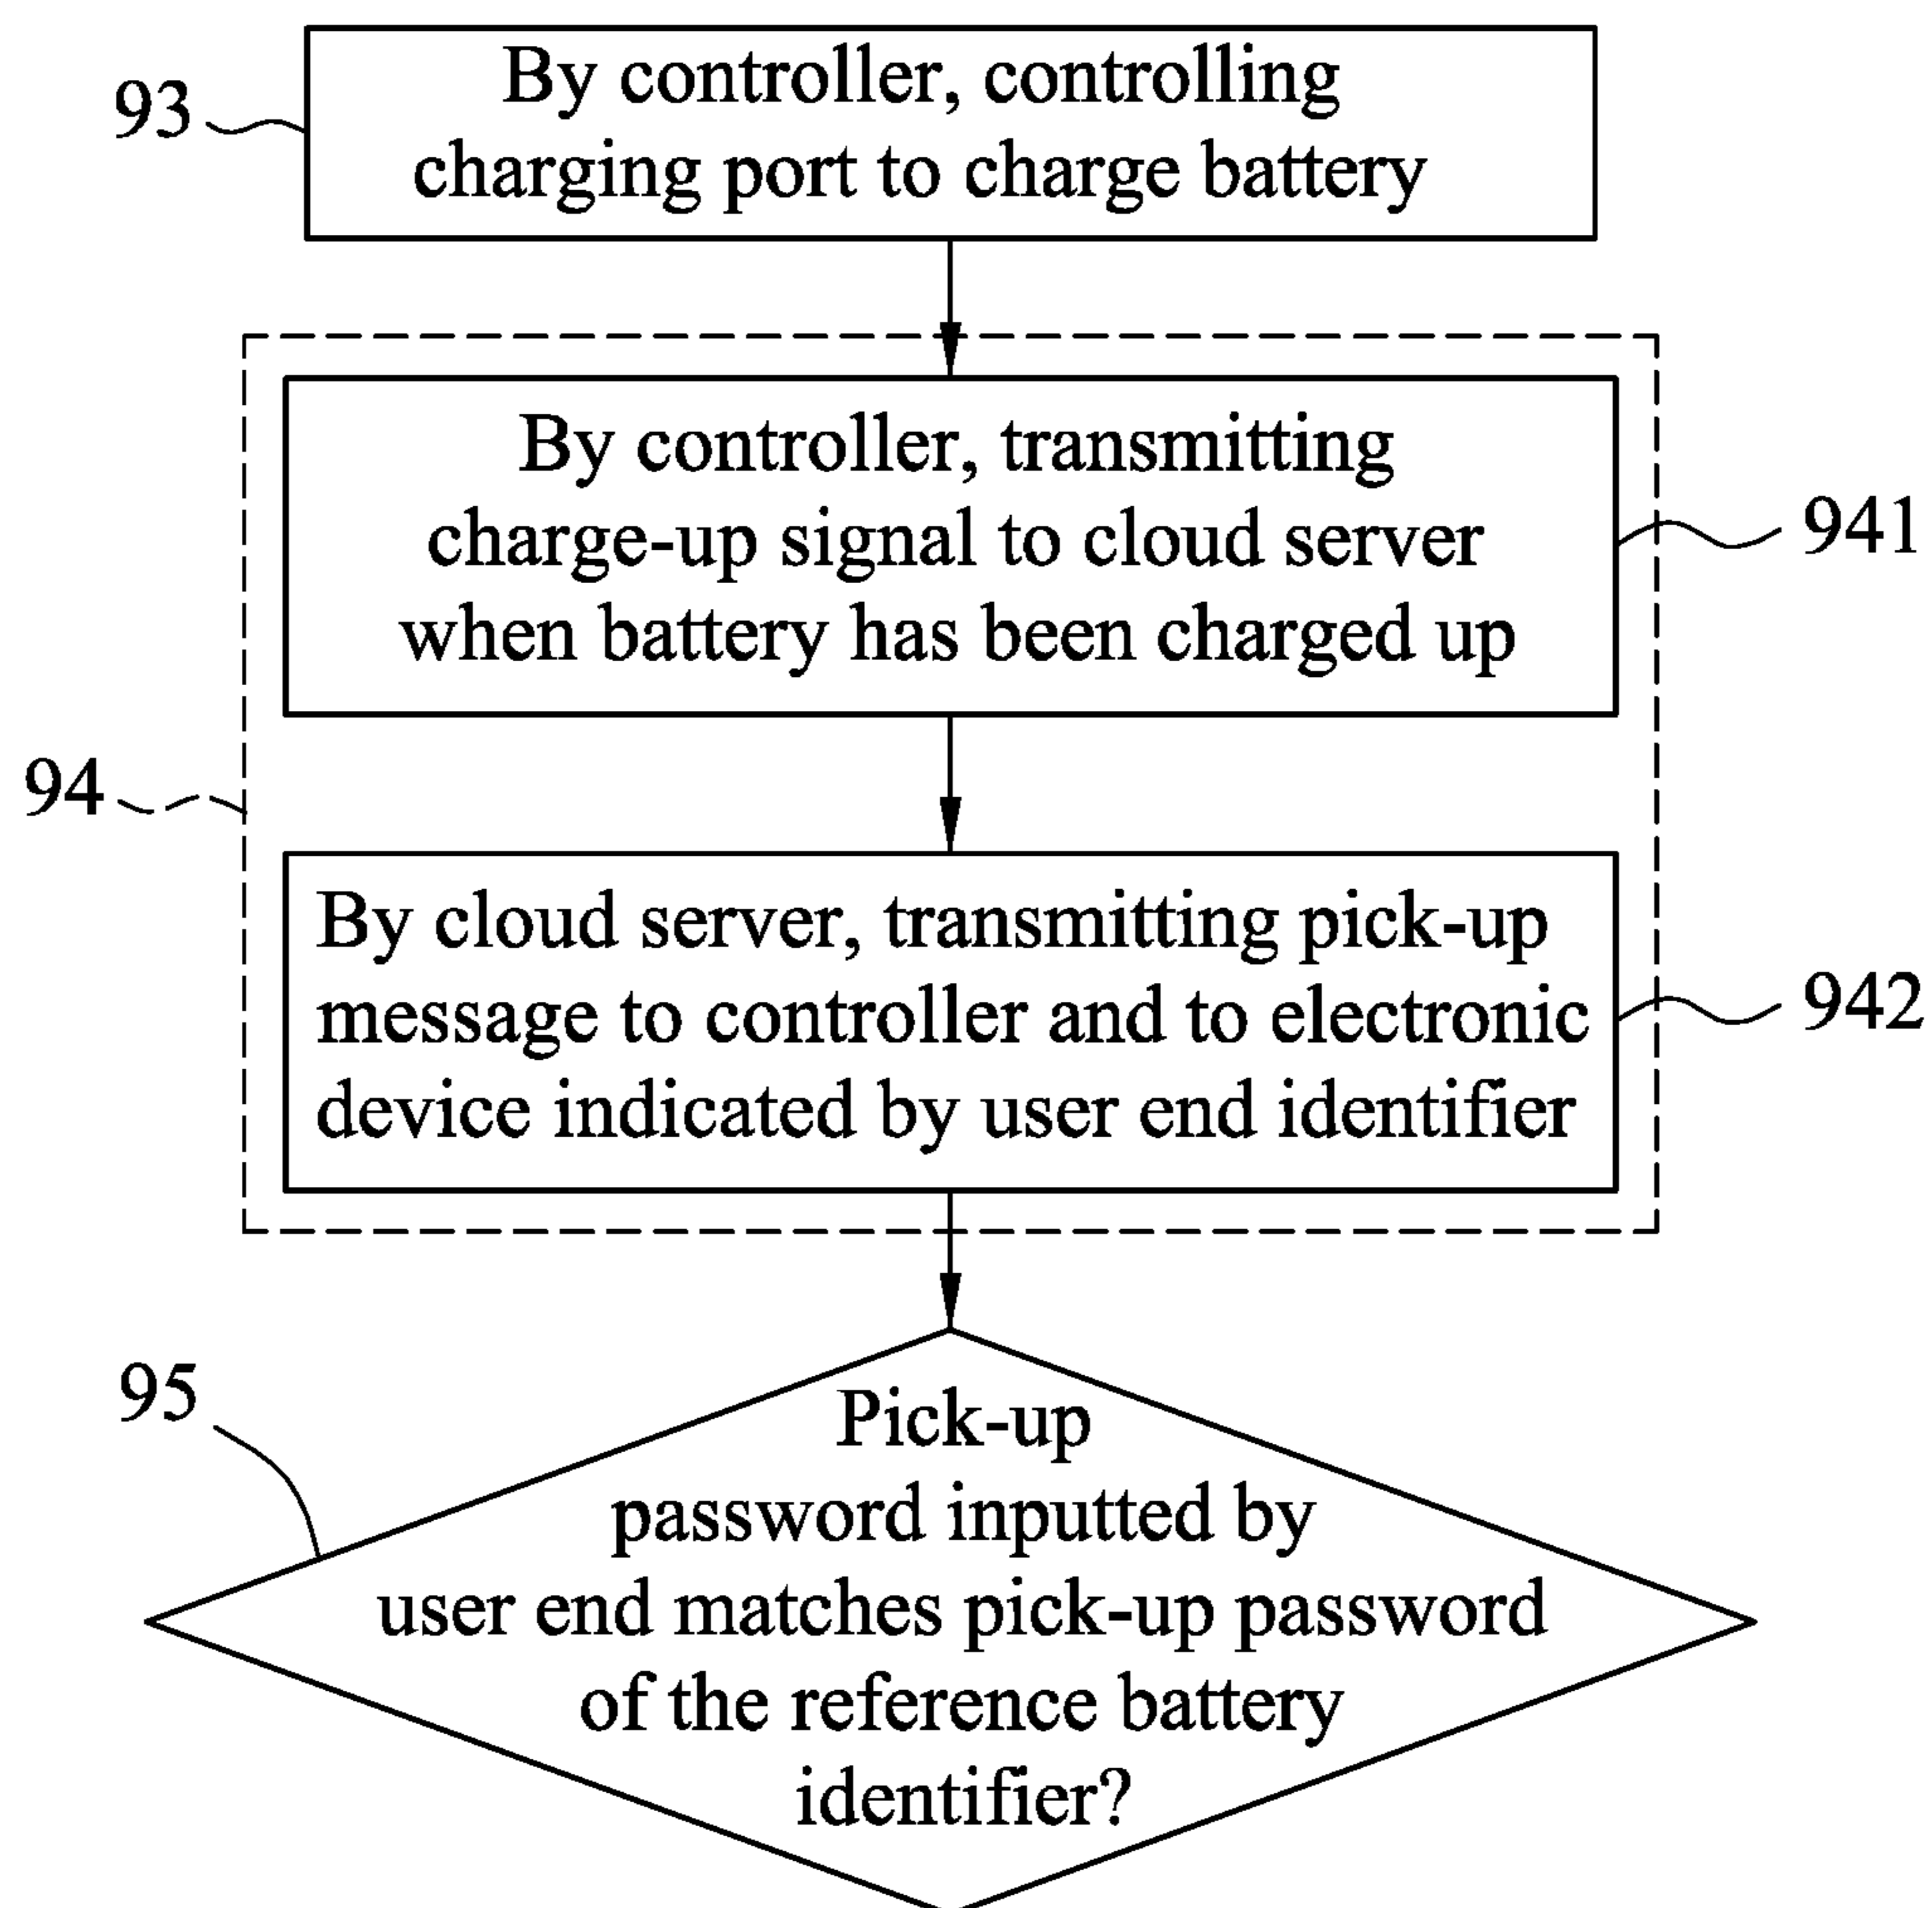 93
By controller, controlling
charging port to charge battery
By controller, transmitting
charge-up signal to cloud server
when battery has been charged up
941
94
By cloud server, transmitting pick-up
message to controller and to electronic
device indicated by user end identifier
942
95
Pick-up
password inputted by
user end matches pick-up password
of the reference battery
identifier?